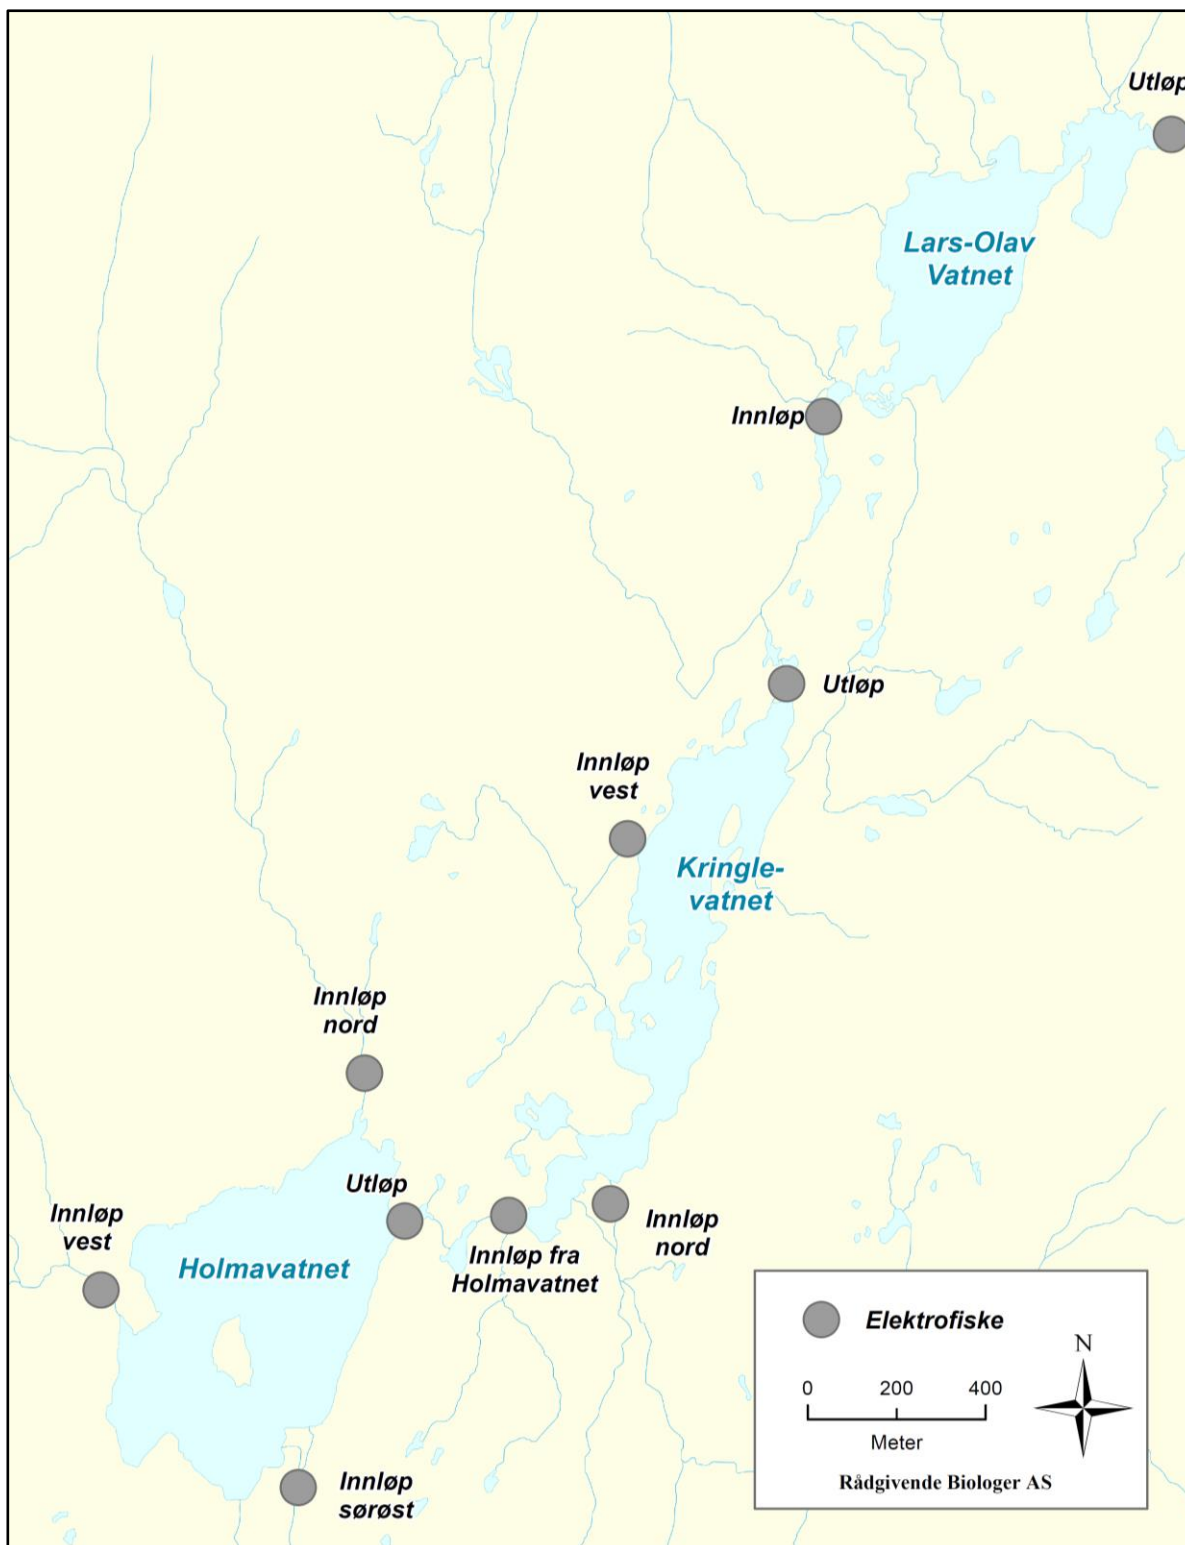 Utløp
Lars-Olav
Vatnet
Innløp
Utløp
Innløp
vest
Kringle-
vatnet
Innløp
nord
Utløp
Innløp
vest
Innløp
nord
Innløp fra
Holmavatnet
Holmavatnet
Elektrofiske
N
0 200 400
Meter
Rådgivende Biologer AS
Innløp
sørøst